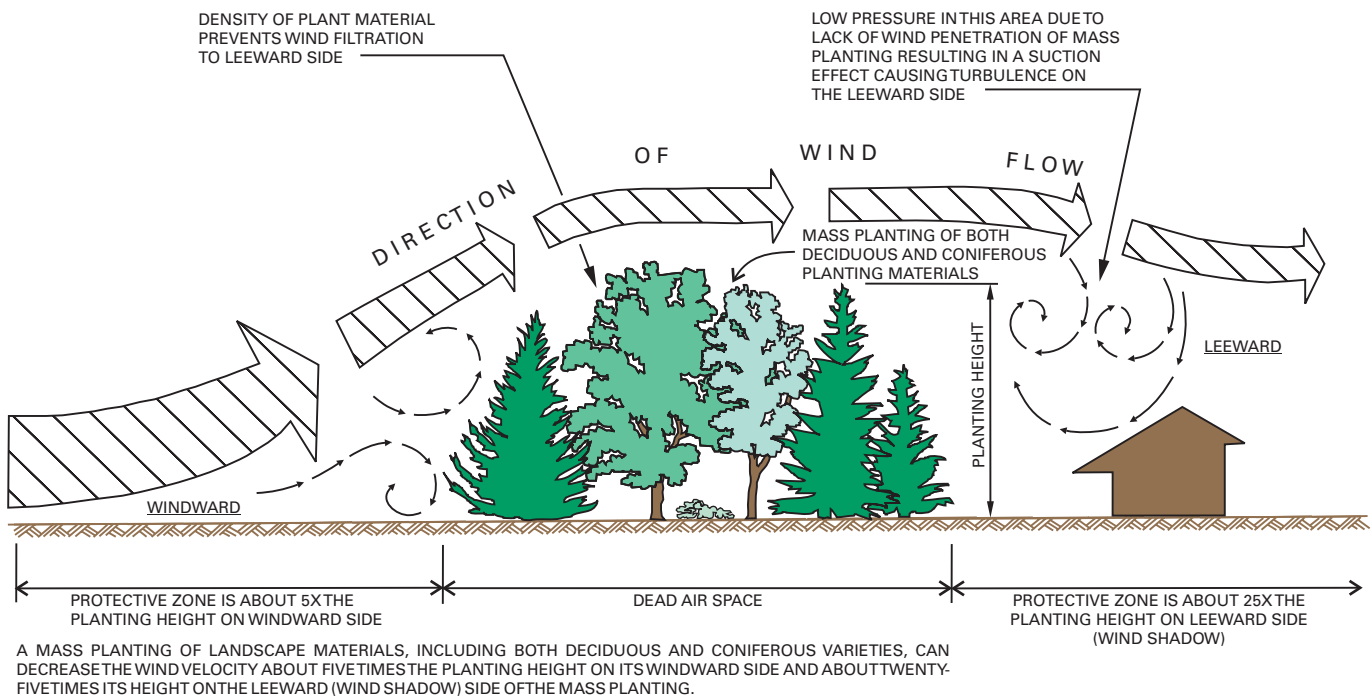 DENSITY OF PLANT MATERIAL
PREVENTS WIND FILTRATION
TO LEEWARD SIDE
LOW PRESSURE IN THIS AREA DUE TO
LACK OF WIND PENETRATION OF MASS
PLANTING RESULTING IN A SUCTION
EFFECT CAUSING TURBULENCE ON
THE LEEWARD SIDE
DIRECTION OF WIND FLOW
MASS PLANTING OF BOTH
DECIDUOUS AND CONIFEROUS
PLANTING MATERIALS
PLANTING HEIGHT
LEEWARD
WINDWARD
PROTECTIVE ZONE IS ABOUT 5X THE
PLANTING HEIGHT ON WINDWARD SIDE
DEAD AIR SPACE
PROTECTIVE ZONE IS ABOUT 25X THE
PLANTING HEIGHT ON LEEWARD SIDE
(WIND SHADOW)
A MASS PLANTING OF LANDSCAPE MATERIALS, INCLUDING BOTH DECIDUOUS AND CONIFEROUS VARIETIES, CAN
DECREASE THE WIND VELOCITY ABOUT FIVE TIMES THE PLANTING HEIGHT ON ITS WINDWARD SIDE AND ABOUT TWENTY-
FIVE TIMES ITS HEIGHT ON THE LEEWARD (WIND SHADOW) SIDE OF THE MASS PLANTING.